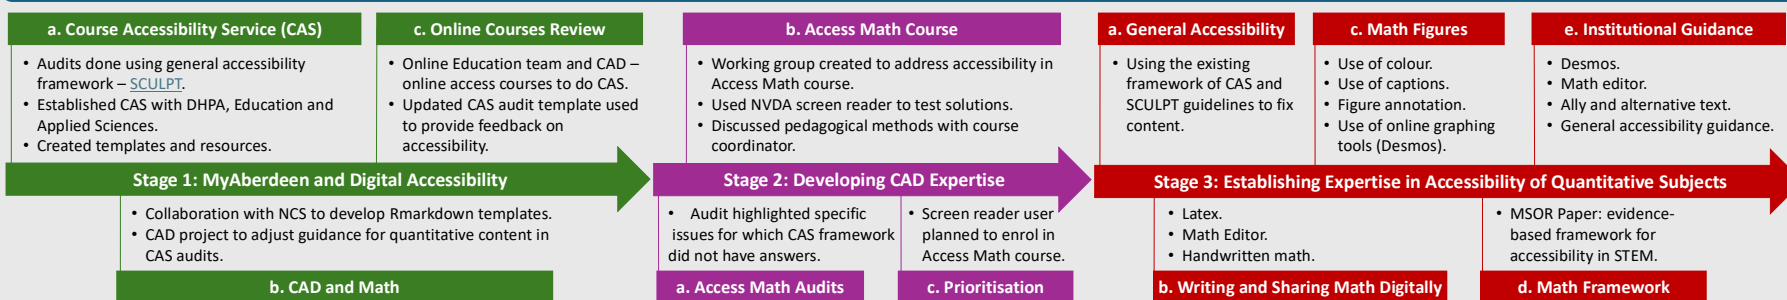 a. Course Accessibility Service (CAS)
• Audits done using general accessibility
framework – SCULPT.
• Established CAS with DHPA, Education and
Applied Sciences.
• Created templates and resources.
c. Online Courses Review
• Online Education team and CAD –
online access courses to do CAS.
• Updated CAS audit template used
to provide feedback on
accessibility.
Stage 1: MyAberdeen and Digital Accessibility
• Collaboration with NCS to develop Rmarkdown templates.
• CAD project to adjust guidance for quantitative content in
CAS audits.
b. CAD and Math
b. Access Math Course
• Working group created to address accessibility in
Access Math course.
• Used NVDA screen reader to test solutions.
• Discussed pedagogical methods with course
coordinator.
Stage 2: Developing CAD Expertise
• Audit highlighted specific
issues for which CAS framework
did not have answers.
a. Access Math Audits
• Screen reader user
planned to enrol in
Access Math course.
c. Prioritisation
a. General Accessibility
• Using the existing
framework of CAS and
SCULPT guidelines to fix
content.
c. Math Figures
• Use of colour.
• Use of captions.
• Figure annotation.
• Use of online graphing
tools (Desmos).
e. Institutional Guidance
• Desmos.
• Math editor.
• Ally and alternative text.
• General accessibility guidance.
Stage 3: Establishing Expertise in Accessibility of Quantitative Subjects
• Latex.
• Math Editor.
• Handwritten math.
b. Writing and Sharing Math Digitally
• MSOR Paper: evidence-
based framework for
accessibility in STEM.
d. Math Framework